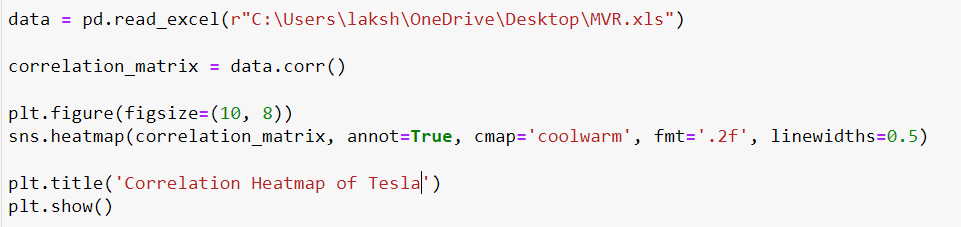 data = pd.read_excel(r"C:\Users\laksh\OneDrive\Desktop\MVR.xls")
correlation_matrix = data.corr()
plt.figure(figsize=(10, 8))
sns.heatmap(correlation_matrix, annot=True, cmap='coolwarm', fmt='.2f', linewidths=0.5)
plt.title('Correlation Heatmap of Tesla')
plt.show()